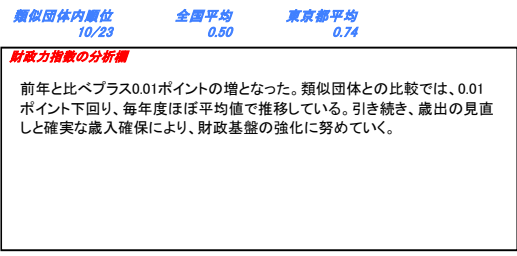 類似団体内順位 全国平均 東京都平均
10/23 0.50 0.74
財政力指数の分析欄
前年と比べプラス0.01ポイントの増となった。類似団体との比較では、0.01
ポイント下回り、毎年度ほぼ平均値で推移している。引き続き、歳出の見直
しと確実な歳入確保により、財政基盤の強化に努めていく。